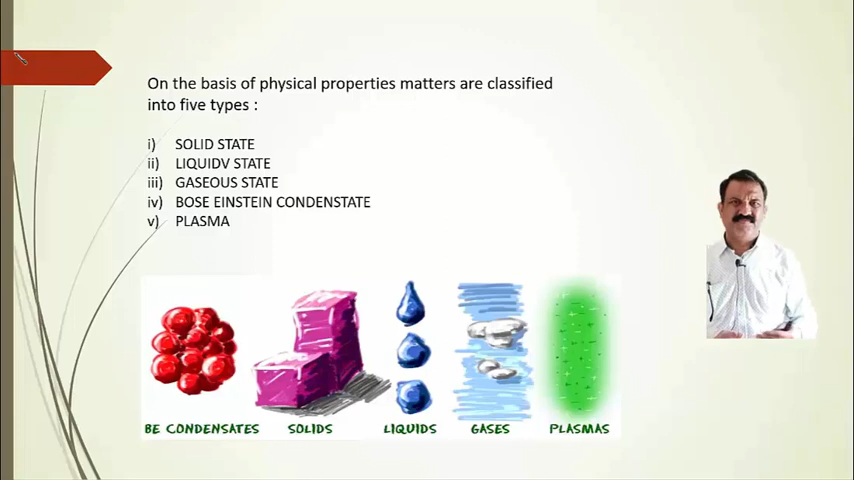 On the basis of physical properties matters are classified
into five types :
i) SOLID STATE
ii) LIQUIDV STATE
iii) GASEOUS STATE
iv) BOSE EINSTEIN CONDENSTATE
v) PLASMA
BE CONDENSATES SOLIDS LIQUIDS GASES PLASMAS